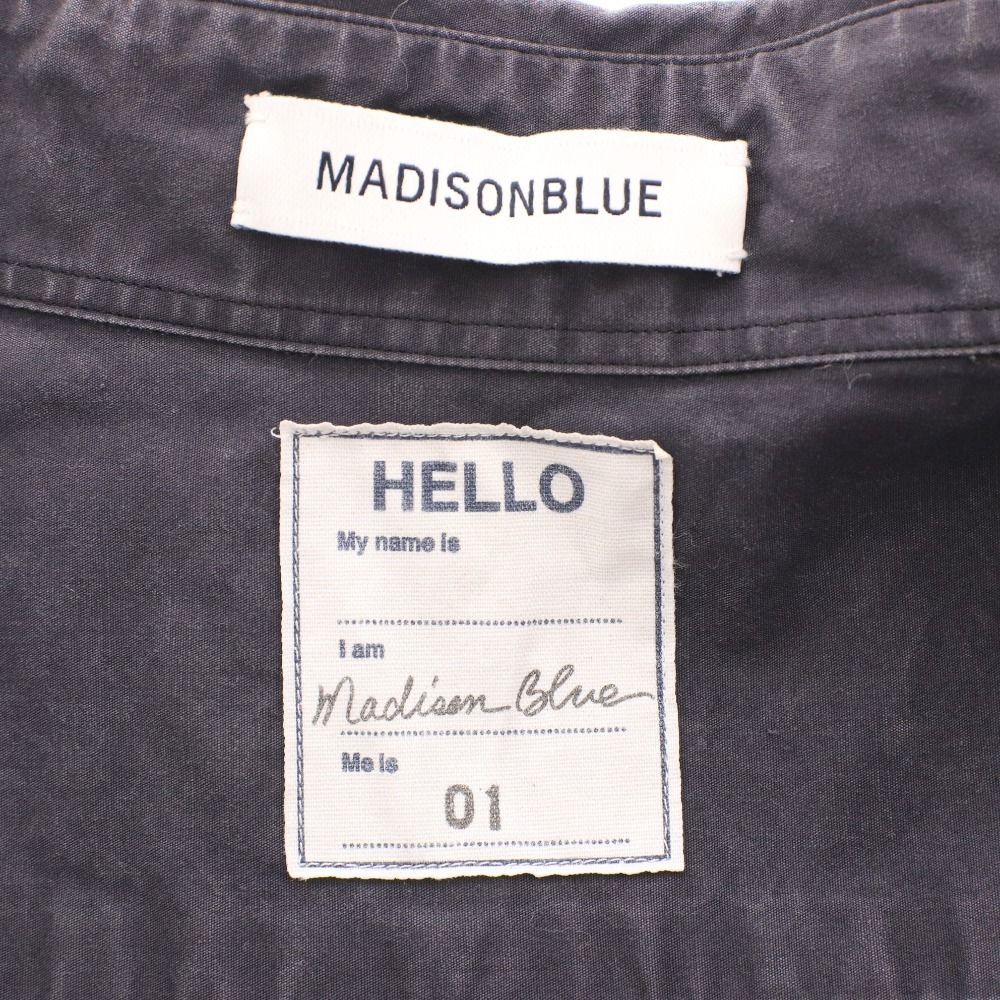 MADISONBLUE
HELLO
My name is
I am
Madison Blue
Me is
01